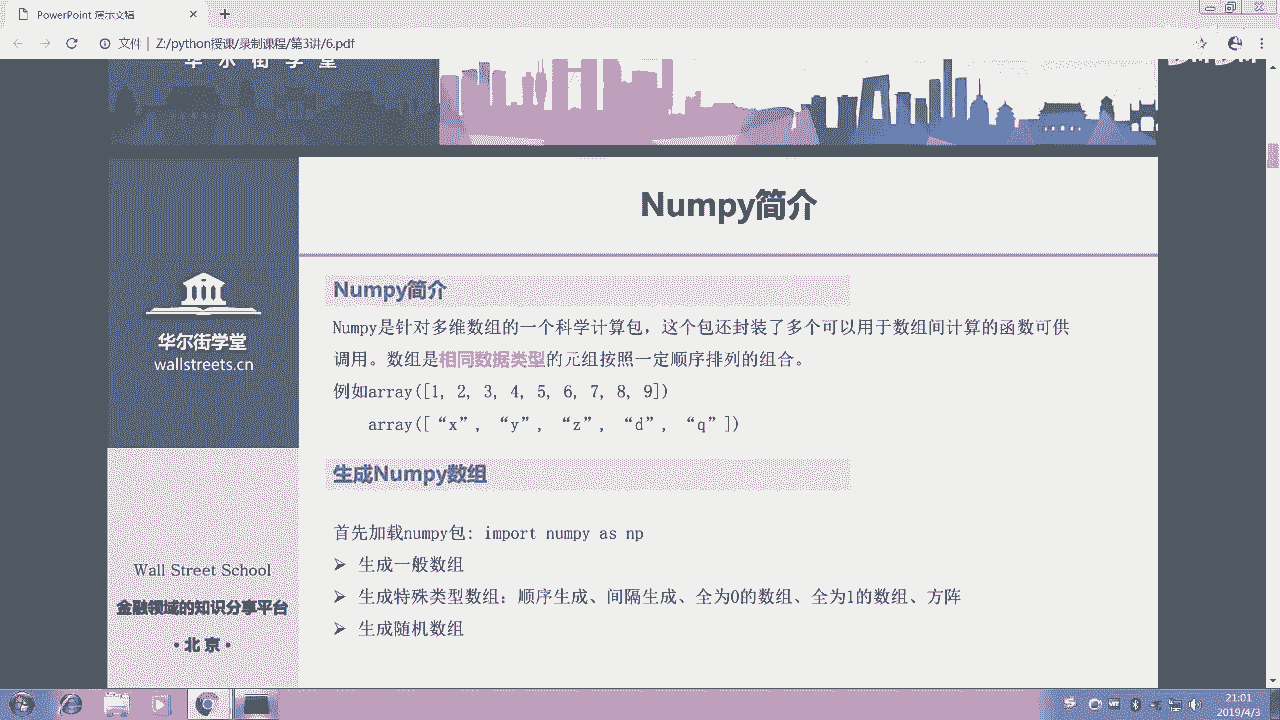 PowerPoint 演示文稿
文件 | Z:/python授课/录制课程/第3讲/6.pdf
华 尔 街 学 堂
Numpy简介
华尔街学堂
wallstreets.cn
Numpy简介
Numpy是针对多维数组的一个科学计算包，这个包还封装了多个可以用于数组间计算的函数可供
调用。数组是相同数据类型的元组按照一定顺序排列的组合。
例如array([1, 2, 3, 4, 5, 6, 7, 8, 9])
array([“x”, “y”, “z”, “d”, “q”])
生成Numpy数组
首先加载numpy包: import numpy as np
➢ 生成一般数组
➢ 生成特殊类型数组：顺序生成、间隔生成、全为0的数组、全为1的数组、方阵
➢ 生成随机数组
Wall Street School
金融领域的知识分享平台
• 北 京 •
21:01
2019/4/3